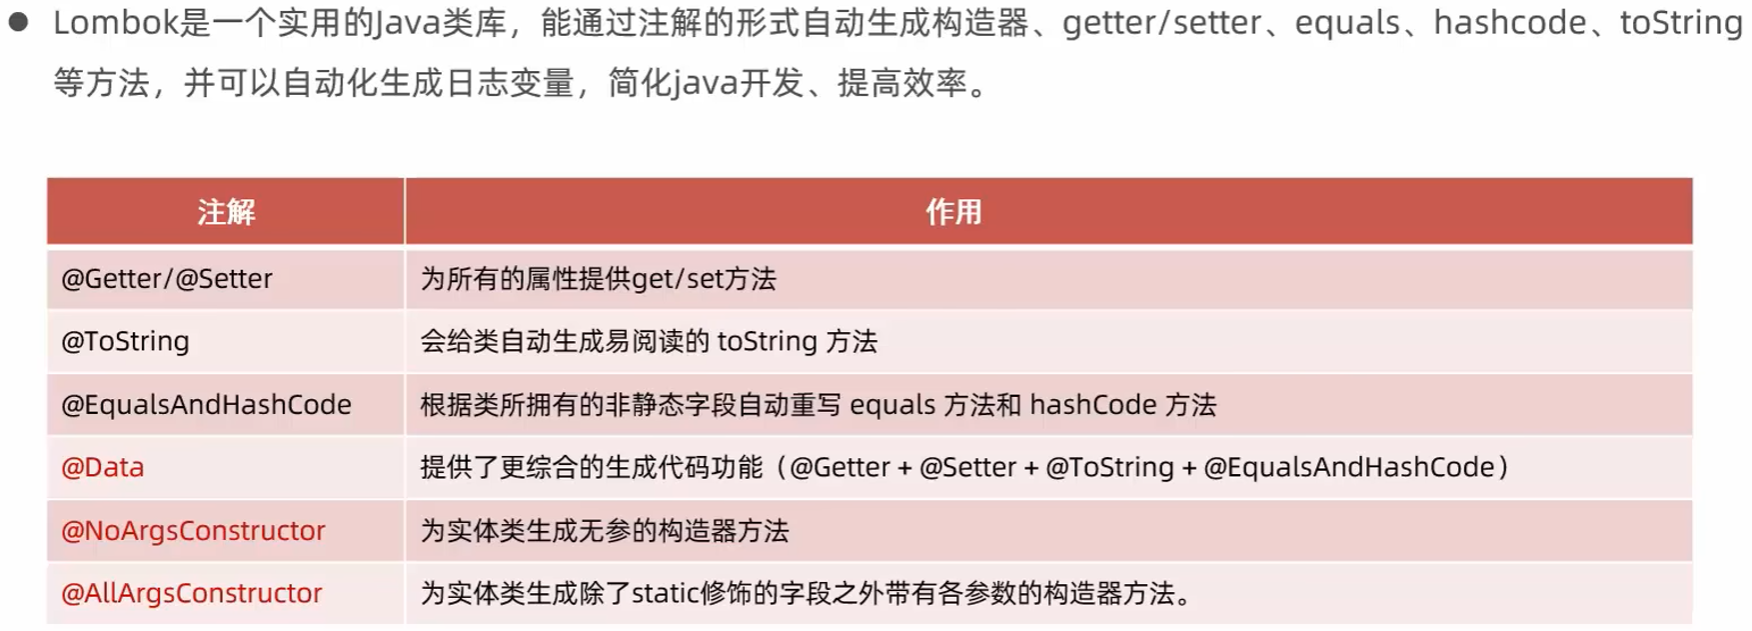 ● Lombok是一个实用的Java类库，能通过注解的形式自动生成构造器、getter/setter、equals、hashcode、toString
等方法，并可以自动化生成日志变量，简化java开发、提高效率。
注解 作用
@Getter/@Setter 为所有的属性提供get/set方法
@ToString 会给类自动生成易阅读的 toString 方法
@EqualsAndHashCode 根据类所拥有的非静态字段自动重写 equals 方法和 hashCode 方法
@Data 提供了更综合的生成代码功能（@Getter + @Setter + @ToString + @EqualsAndHashCode）
@NoArgsConstructor 为实体类生成无参的构造器方法
@AllArgsConstructor 为实体类生成除了static修饰的字段之外带有各参数的构造器方法。